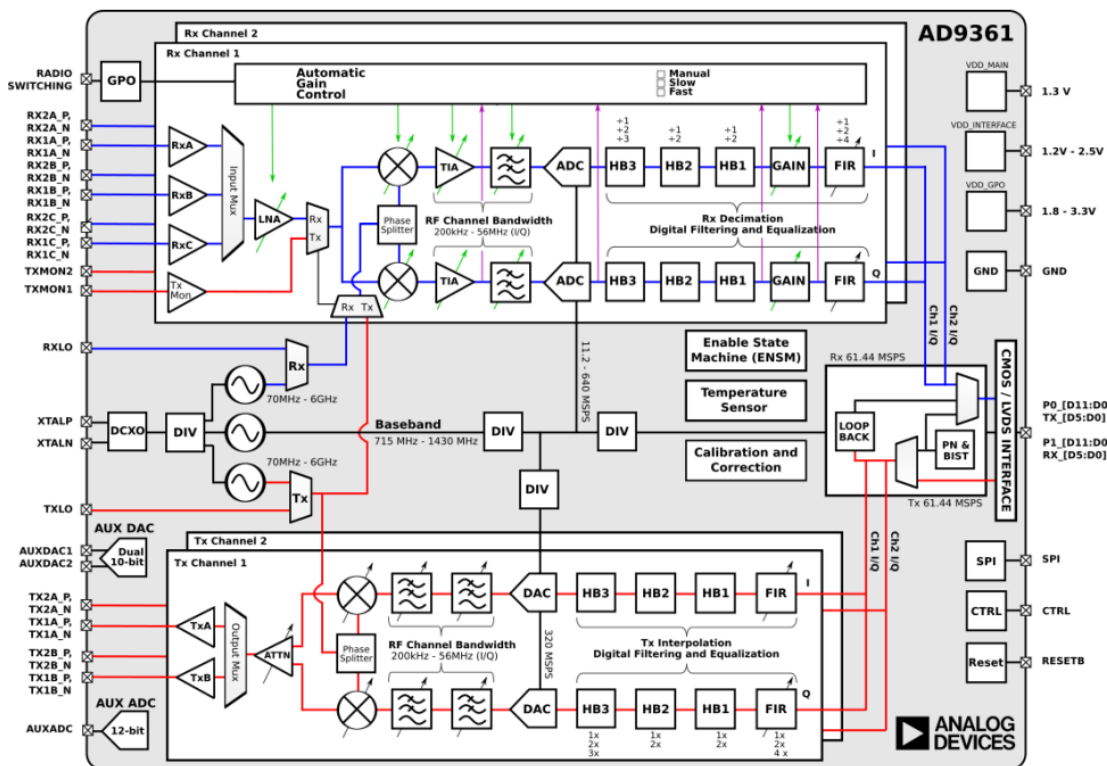 AD9361
Rx Channel 2
Rx Channel 1
RADIO
SWITCHING
GPO
Automatic
Gain
Control
Manual
Slow
Fast
VDD_MAIN
1.3 V
VDD_INTERFACE
1.2V - 2.5V
VDD_GPO
1.8 - 3.3V
GND
GND
RX2A_P,
RX2A_N
RX1A_P,
RX1A_N
RX2B_P,
RX2B_N
RX1B_P,
RX1B_N
RX2C_P,
RX2C_N
RX1C_P,
RX1C_N
TXMON2
TXMON1
RxA
RxB
RxC
Tx
Mon
Input Mux
LNA
Rx
Tx
Phase
Splitter
TIA
ADC
÷1
÷2
÷3
HB3
÷1
÷2
HB2
÷1
÷2
HB1
GAIN
÷1
÷2
÷4
FIR
I
RF Channel Bandwidth
200kHz - 56MHz (I/Q)
Rx Decimation
Digital Filtering and Equalization
TIA
ADC
HB3
HB2
HB1
GAIN
FIR
Q
Rx Tx
Ch1 I/Q
Ch2 I/Q
RXLO
Rx
70MHz - 6GHz
11.2 - 640 MSPS
Enable State
Machine (ENSM)
Temperature
Sensor
Calibration and
Correction
Rx 61.44 MSPS
LOOP
BACK
PN &
BIST
Tx 61.44 MSPS
CMOS / LVDS INTERFACE
P0_[D11:D0
TX_[D5:D0]
P1_[D11:D0
RX_[D5:D0]
XTALP
XTALN
DCXO
DIV
Baseband
715 MHz - 1430 MHz
DIV
DIV
DIV
70MHz - 6GHz
Tx
TXLO
AUX DAC
AUXDAC1
AUXDAC2
Dual
10-bit
Tx Channel 2
Tx Channel 1
Ch1 I/Q
Ch2 I/Q
SPI
SPI
CTRL
CTRL
Reset
RESETB
TX2A_P,
TX2A_N
TX1A_P,
TX1A_N
TX2B_P,
TX2B_N
TX1B_P,
TX1B_N
TxA
TxB
Output Mux
ATTN
Phase
Splitter
DAC
HB3
HB2
HB1
FIR
I
RF Channel Bandwidth
200kHz - 56MHz (I/Q)
320 MSPS
Tx Interpolation
Digital Filtering and Equalization
DAC
HB3
HB2
HB1
FIR
Q
1x
2x
3x
1x
2x
1x
2x
1x
2x
4 x
AUX ADC
AUXADC
12-bit
ANALOG
DEVICES